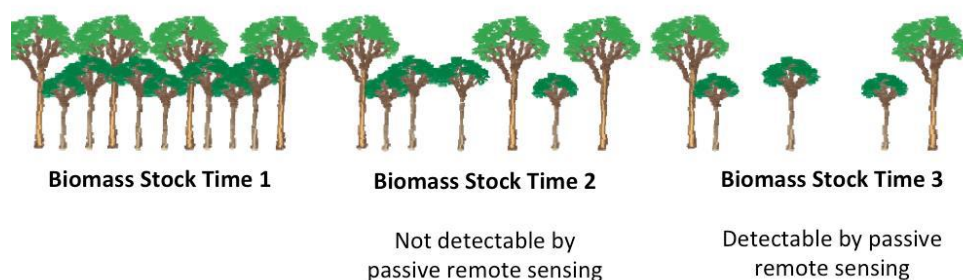 Biomass Stock Time 1
Biomass Stock Time 2
Biomass Stock Time 3
Not detectable by
passive remote sensing
Detectable by passive
remote sensing